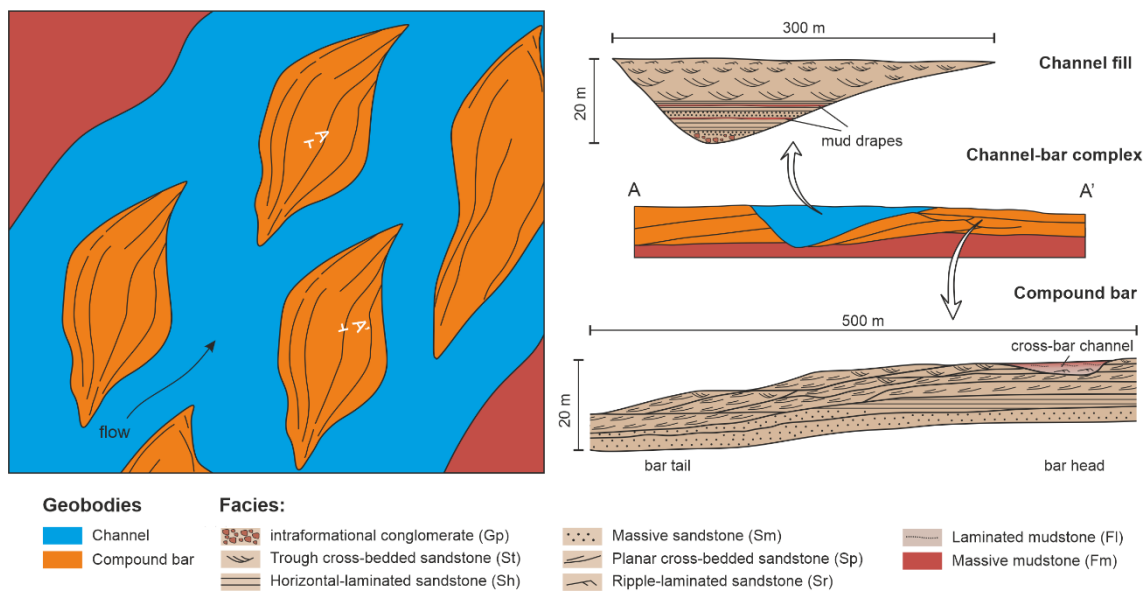 A
A'
flow
300 m
Channel fill
20 m
mud drapes
Channel-bar complex
A
A'
Compound bar
500 m
cross-bar channel
20 m
bar tail
bar head
Geobodies
Channel
Compound bar
Facies:
intraformational conglomerate (Gp)
Trough cross-bedded sandstone (St)
Horizontal-laminated sandstone (Sh)
Massive sandstone (Sm)
Planar cross-bedded sandstone (Sp)
Ripple-laminated sandstone (Sr)
Laminated mudstone (Fl)
Massive mudstone (Fm)